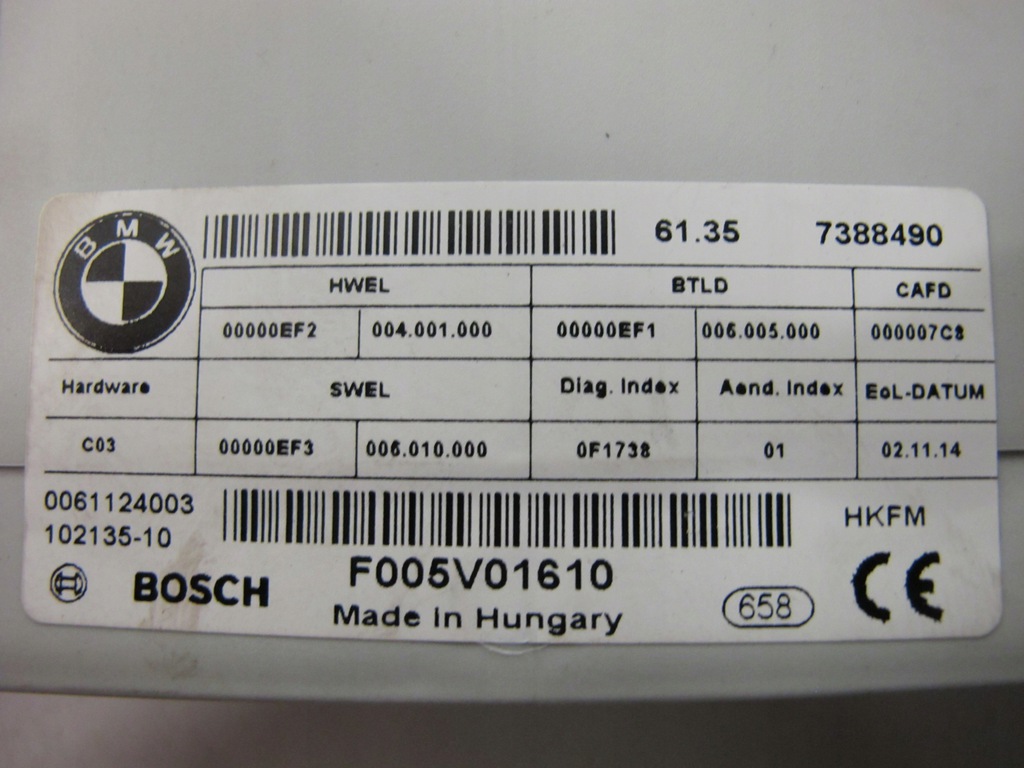 BMW
61.35 7388490
HWEL BTLD CAFD
00000EF2 004.001.000 00000EF1 006.005.000 000007C8
Hardware SWEL Diag. Index Aend. Index EoL-DATUM
C03 00000EF3 006.010.000 0F1738 01 02.11.14
0061124003
102135-10
HKFM
BOSCH F005V01610
Made in Hungary
658 CE